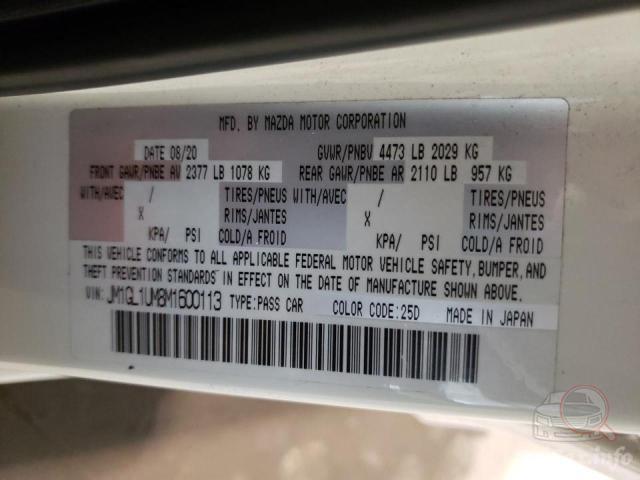 MFD. BY MAZDA MOTOR CORPORATION
DATE 08/20 GVWR/PNBV 4473 LB 2029 KG
FRONT GAWR/PNBE AV 2377 LB 1078 KG REAR GAWR/PNBE AR 2110 LB 957 KG
WITH/AVEC / TIRES/PNEUS WITH/AVEC / TIRES/PNEUS
X RIMS/JANTES X RIMS/JANTES
KPA/ PSI COLD/A FROID KPA/ PSI COLD/A FROID
THIS VEHICLE CONFORMS TO ALL APPLICABLE FEDERAL MOTOR VEHICLE SAFETY, BUMPER, AND
THEFT PREVENTION STANDARDS IN EFFECT ON THE DATE OF MANUFACTURE SHOWN ABOVE.
VIN: JM1GL1UM8M1600113 TYPE:PASS CAR COLOR CODE:25D MADE IN JAPAN
.info